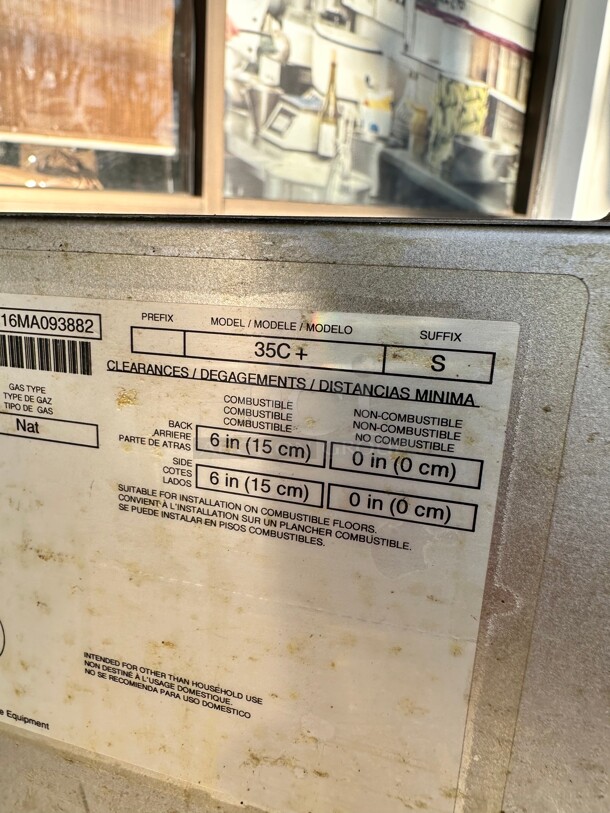 16MA093882
PREFIX MODEL / MODELE / MODELO SUFFIX
35C + S
CLEARANCES / DEGAGEMENTS / DISTANCIAS MINIMA
GAS TYPE
TYPE DE GAZ
TIPO DE GAS
Nat
COMBUSTIBLE
COMBUSTIBLE
COMBUSTIBLE
NON-COMBUSTIBLE
NON-COMBUSTIBLE
NO COMBUSTIBLE
BACK
ARRIERE
PARTE DE ATRAS
6 in (15 cm) 0 in (0 cm)
SIDE
COTES
LADOS
6 in (15 cm) 0 in (0 cm)
SUITABLE FOR INSTALLATION ON COMBUSTIBLE FLOORS.
CONVIENT À L'INSTALLATION SUR UN PLANCHER COMBUSTIBLE.
SE PUEDE INSTALAR EN PISOS COMBUSTIBLES.
INTENDED FOR OTHER THAN HOUSEHOLD USE
NON DESTINÉ À L'USAGE DOMESTIQUE.
NO SE RECOMIENDA PARA USO DOMESTICO
e Equipment